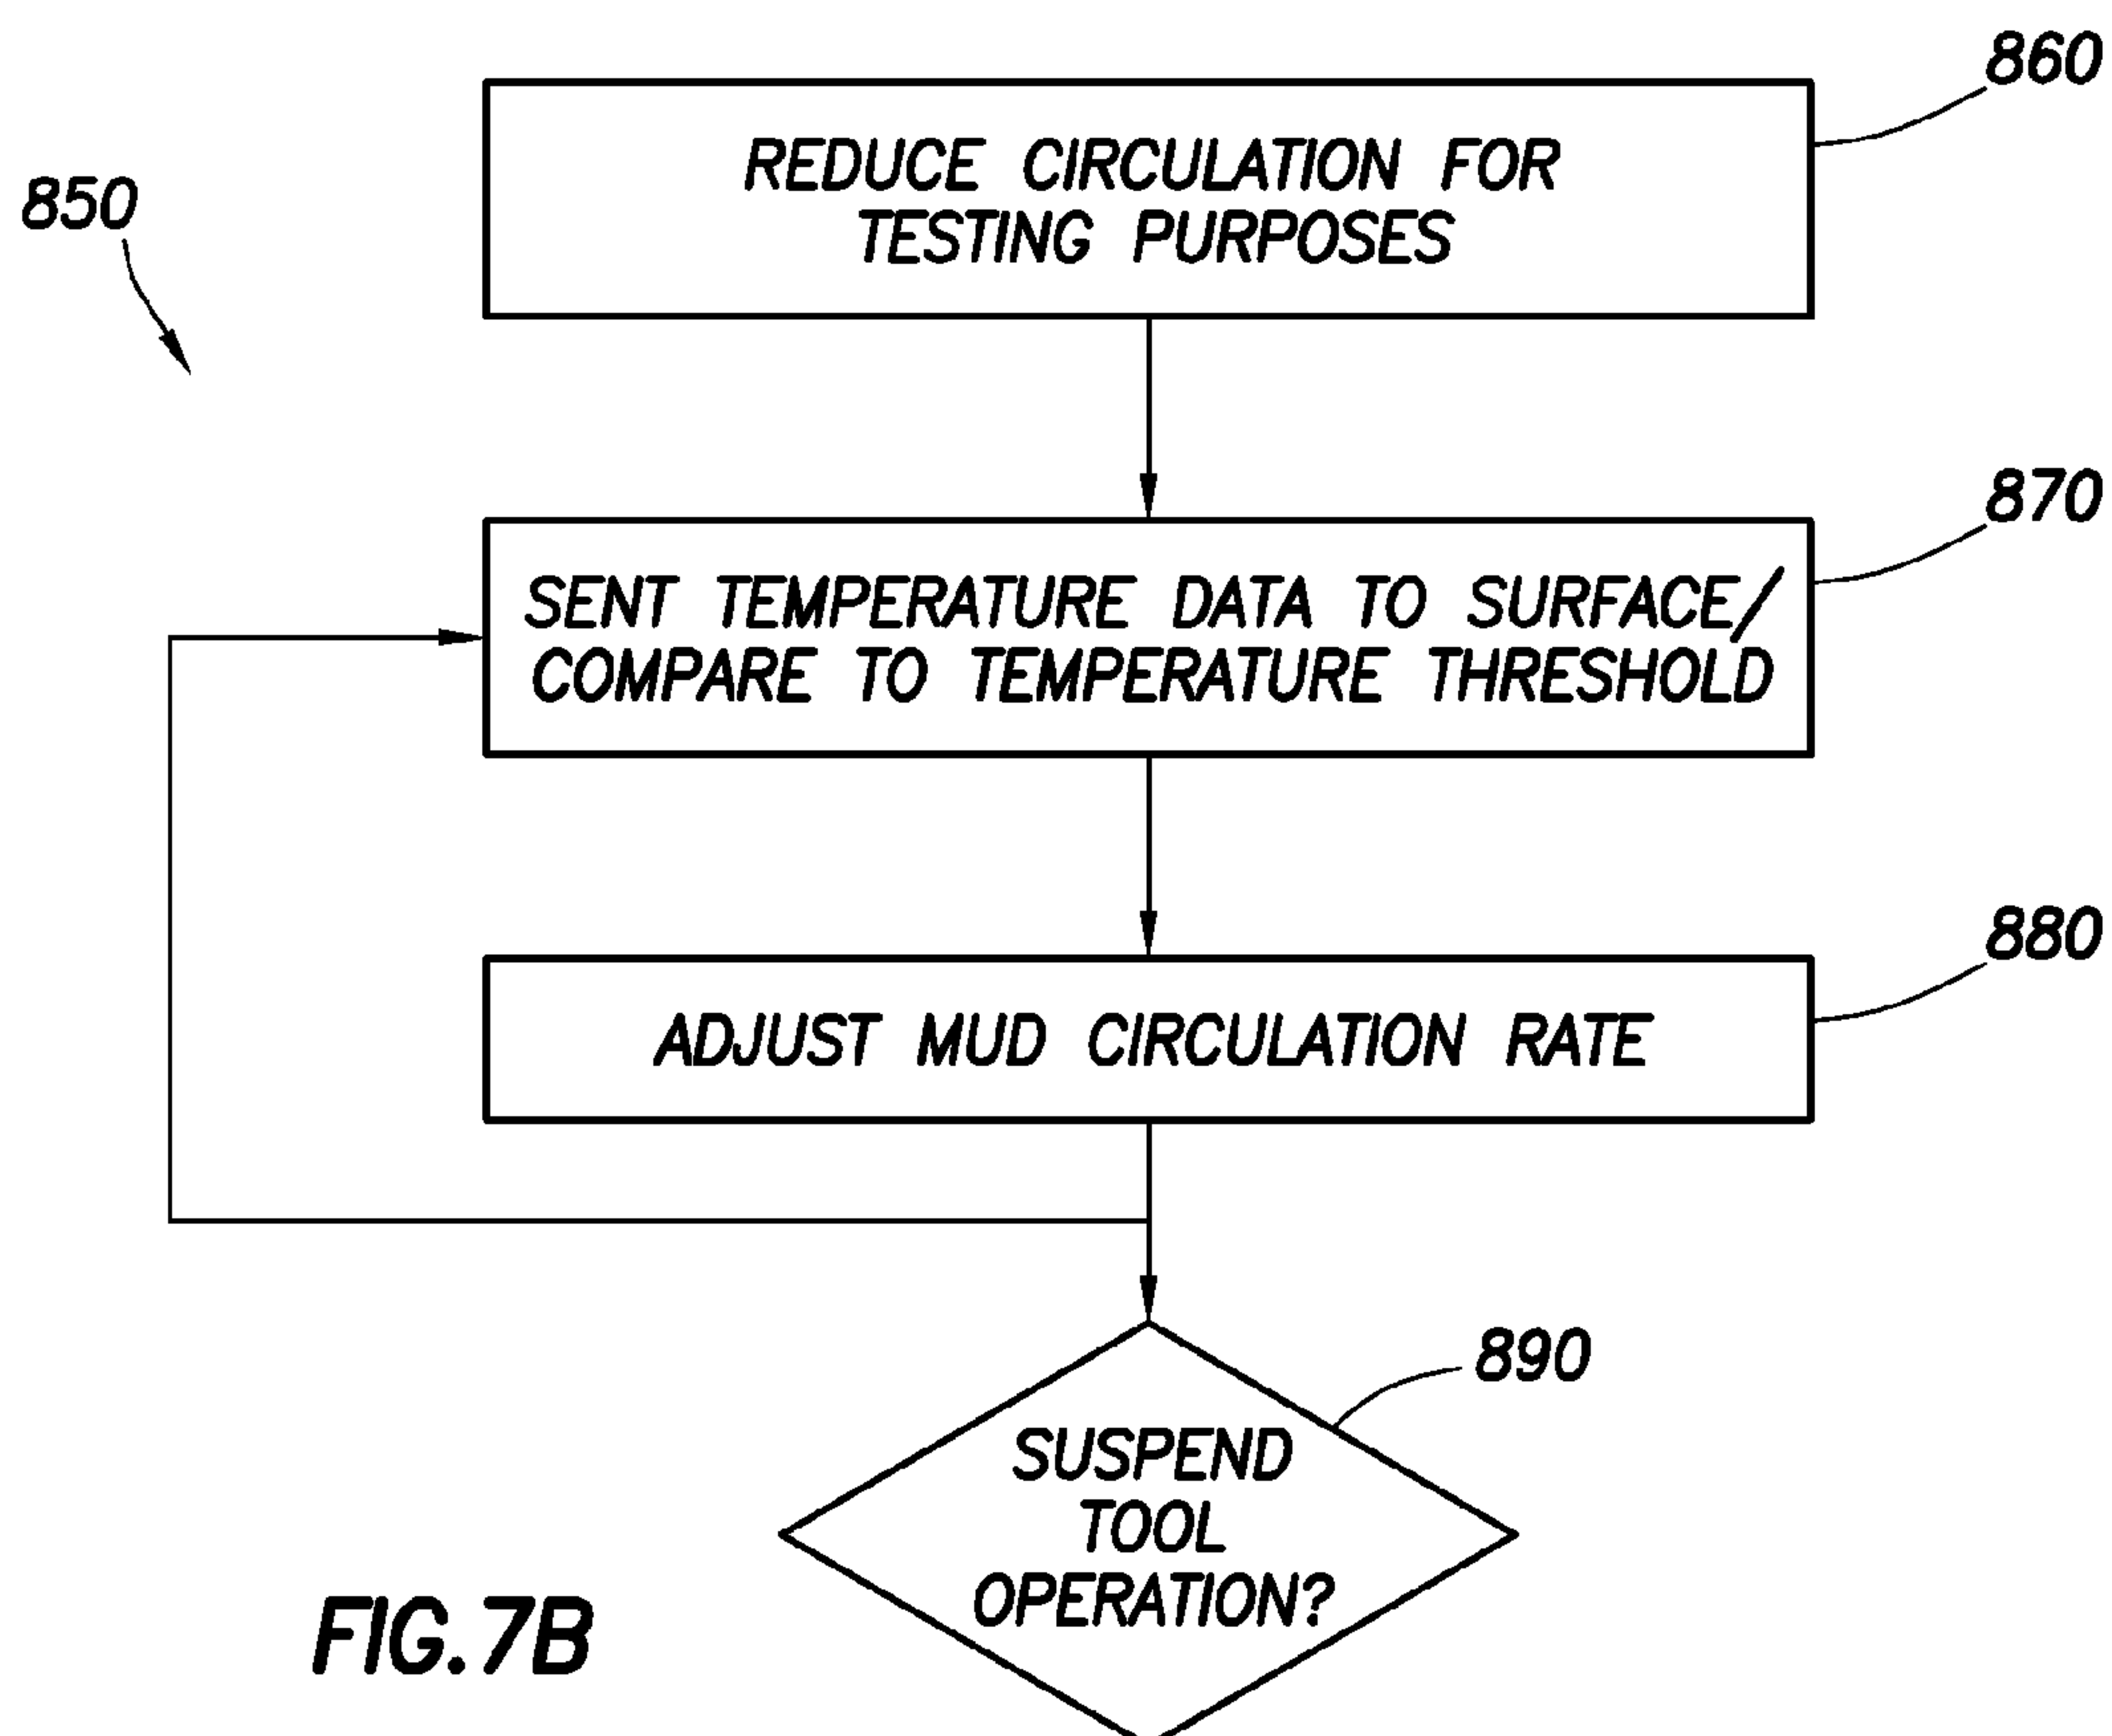 860
REDUCE CIRCULATION FOR
TESTING PURPOSES
850
870
SENT TEMPERATURE DATA TO SURFACE/
COMPARE TO TEMPERATURE THRESHOLD
880
ADJUST MUD CIRCULATION RATE
890
SUSPEND
TOOL
OPERATION?
FIG.7B